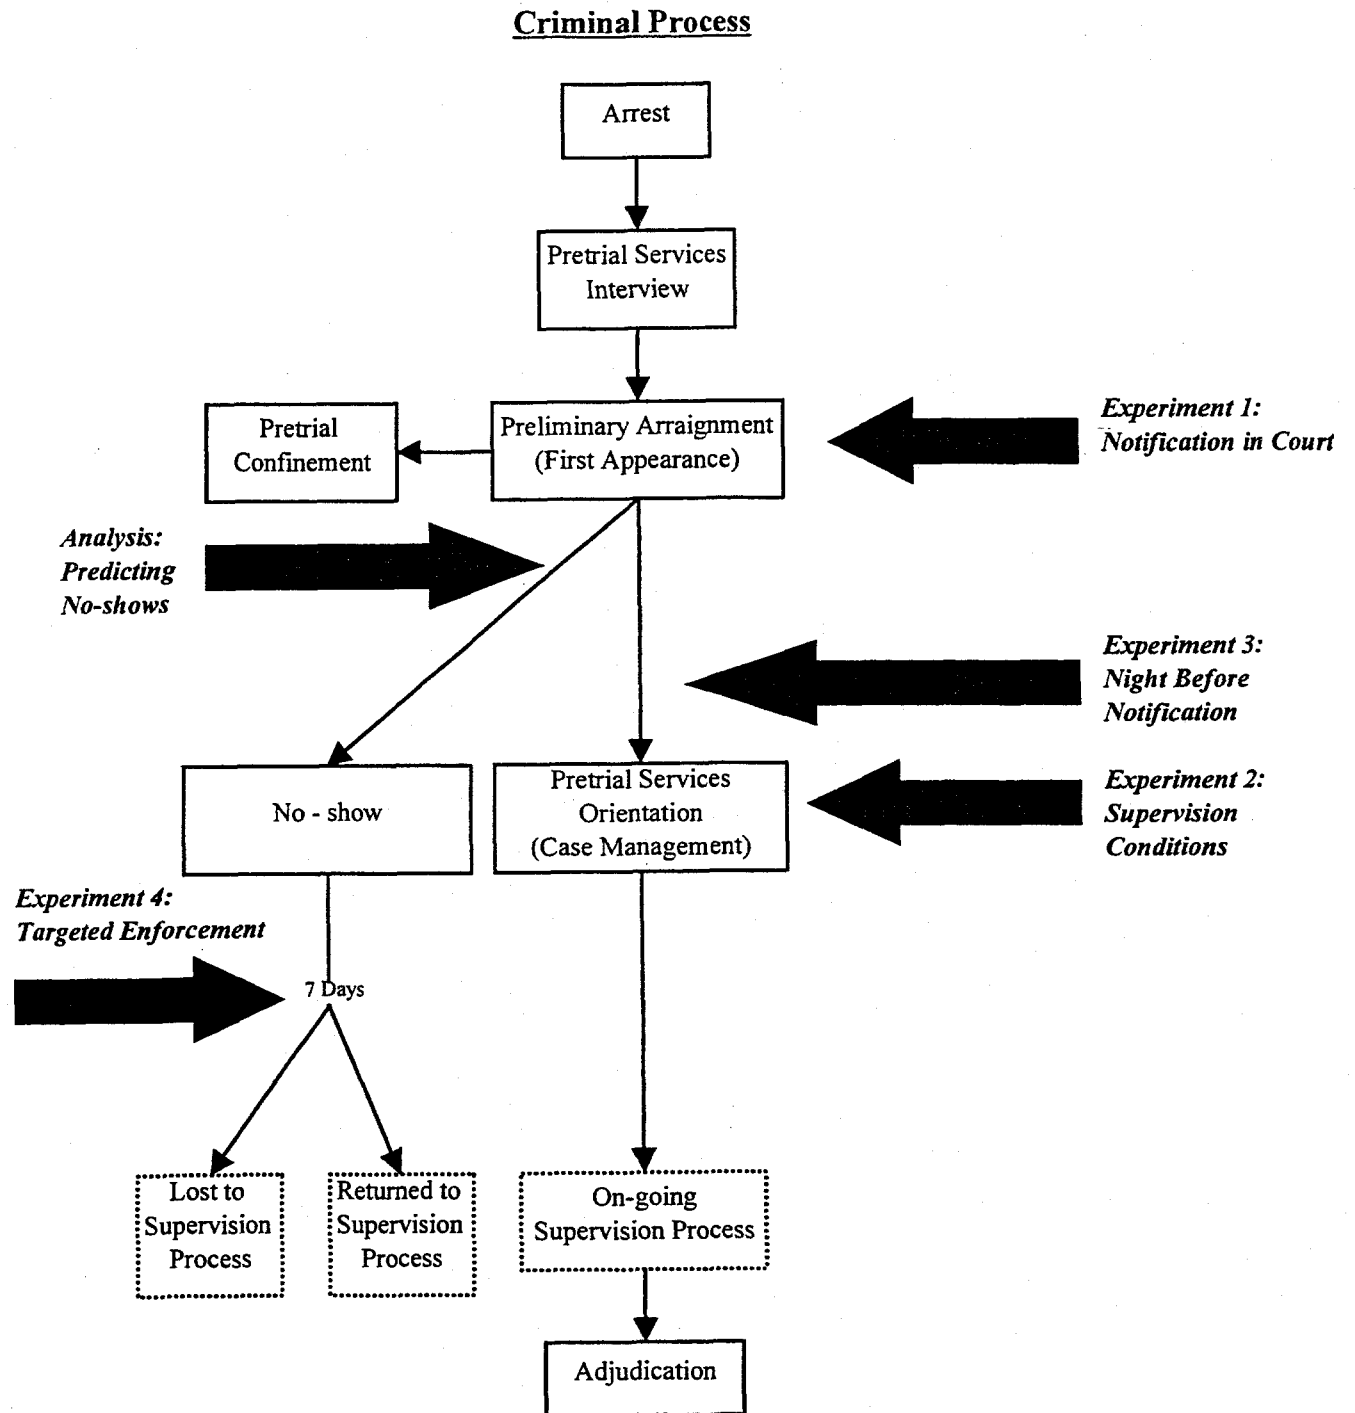 Criminal Process
Arrest
Pretrial Services
Interview
Preliminary Arraignment
(First Appearance)
Pretrial
Confinement
Experiment 1:
Notification in Court
Analysis:
Predicting
No-shows
Experiment 3:
Night Before
Notification
No - show
Pretrial Services
Orientation
(Case Management)
Experiment 2:
Supervision
Conditions
Experiment 4:
Targeted Enforcement
7 Days
Lost to
Supervision
Process
Returned to
Supervision
Process
On-going
Supervision Process
Adjudication